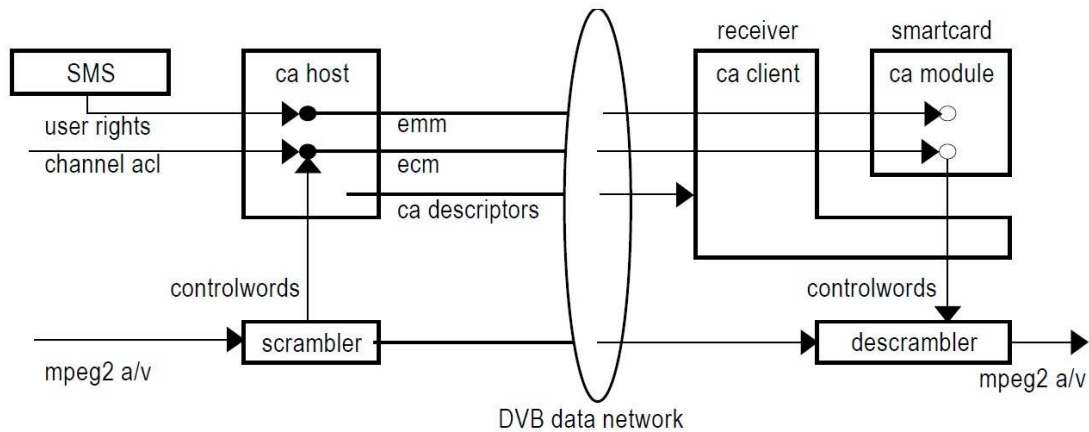 receiver
smartcard
SMS
ca host
ca client
ca module
user rights
emm
channel acl
ecm
ca descriptors
controlwords
controlwords
scrambler
descrambler
mpeg2 a/v
mpeg2 a/v
DVB data network